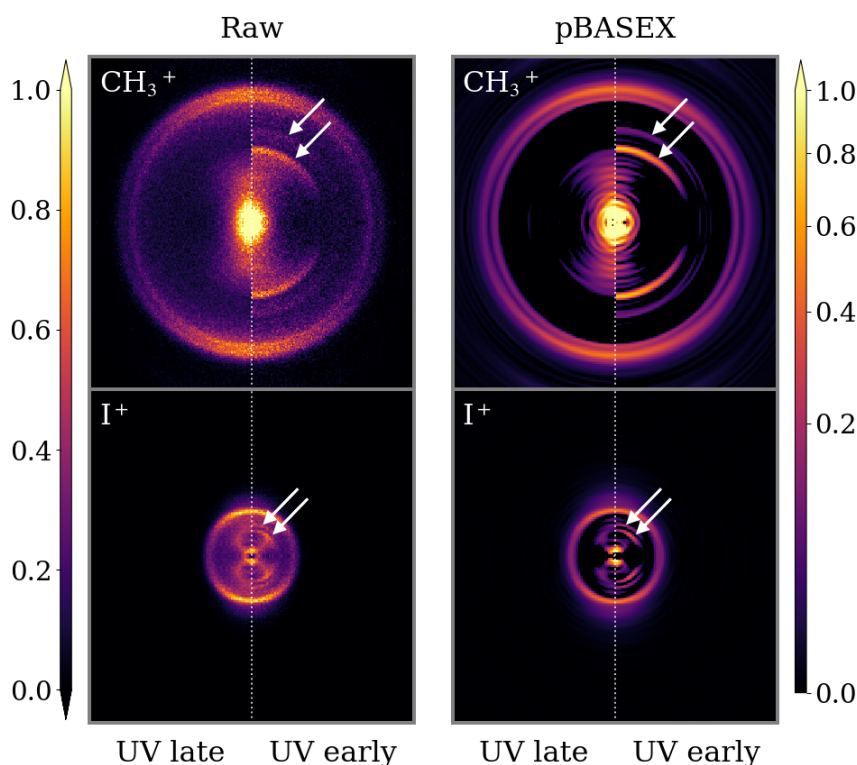 Raw
pBASEX
1.0
0.8
0.6
0.4
0.2
0.0
CH₃⁺
CH₃⁺
I⁺
I⁺
1.0
0.8
0.6
0.4
0.2
0.0
UV late
UV early
UV late
UV early